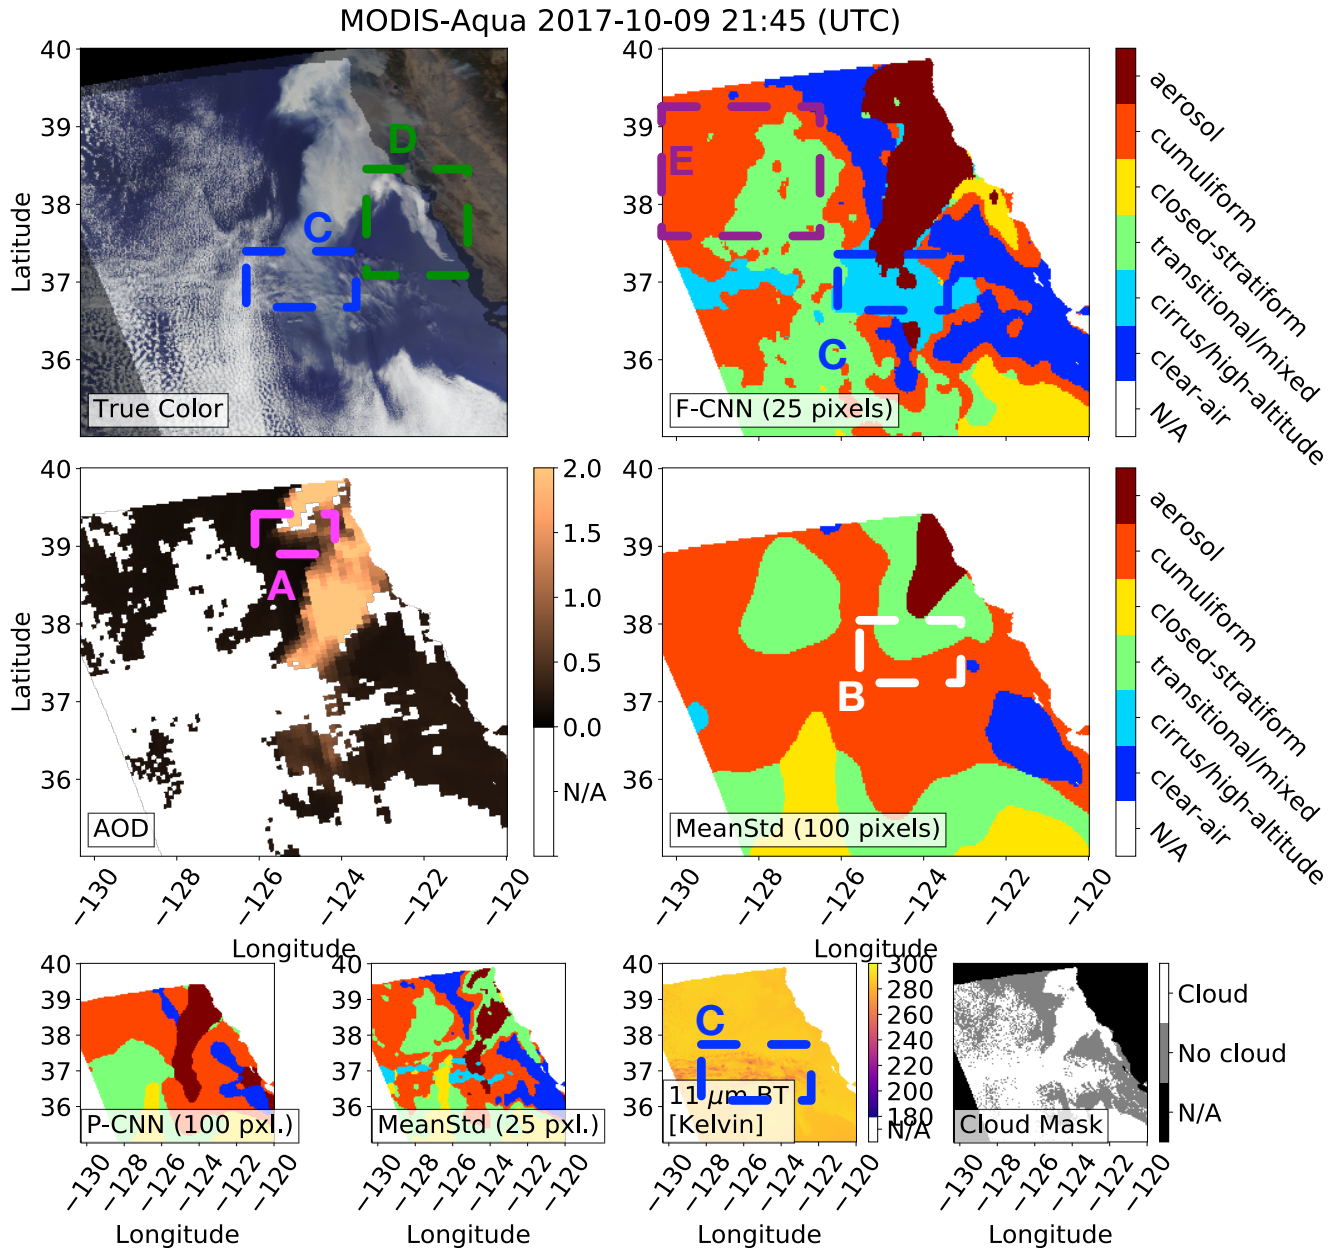 MODIS-Aqua 2017-10-09 21:45 (UTC)
40
39
38
37
36
Latitude
D
C
True Color
40
39
38
37
36
E
C
F-CNN (25 pixels)
aerosol
cumuliform
closed-stratiform
transitional/mixed
cirrus/high-altitude
clear-air
N/A
40
39
38
37
36
Latitude
A
AOD
2.0
1.5
1.0
0.5
0.0
N/A
−130
−128
−126
−124
−122
−120
Longitude
40
39
38
37
36
B
MeanStd (100 pixels)
−130
−128
−126
−124
−122
−120
Longitude
aerosol
cumuliform
closed-stratiform
transitional/mixed
cirrus/high-altitude
clear-air
N/A
40
39
38
37
36
P-CNN (100 pxl.)
−130
−128
−126
−124
−122
−120
Longitude
40
39
38
37
36
MeanStd (25 pxl.)
−130
−128
−126
−124
−122
−120
Longitude
40
39
38
37
36
C
11 μm BT
[Kelvin]
300
280
260
240
220
200
180
N/A
−130
−128
−126
−124
−122
−120
Longitude
40
39
38
37
36
Cloud Mask
Cloud
No cloud
N/A
−130
−128
−126
−124
−122
−120
Longitude